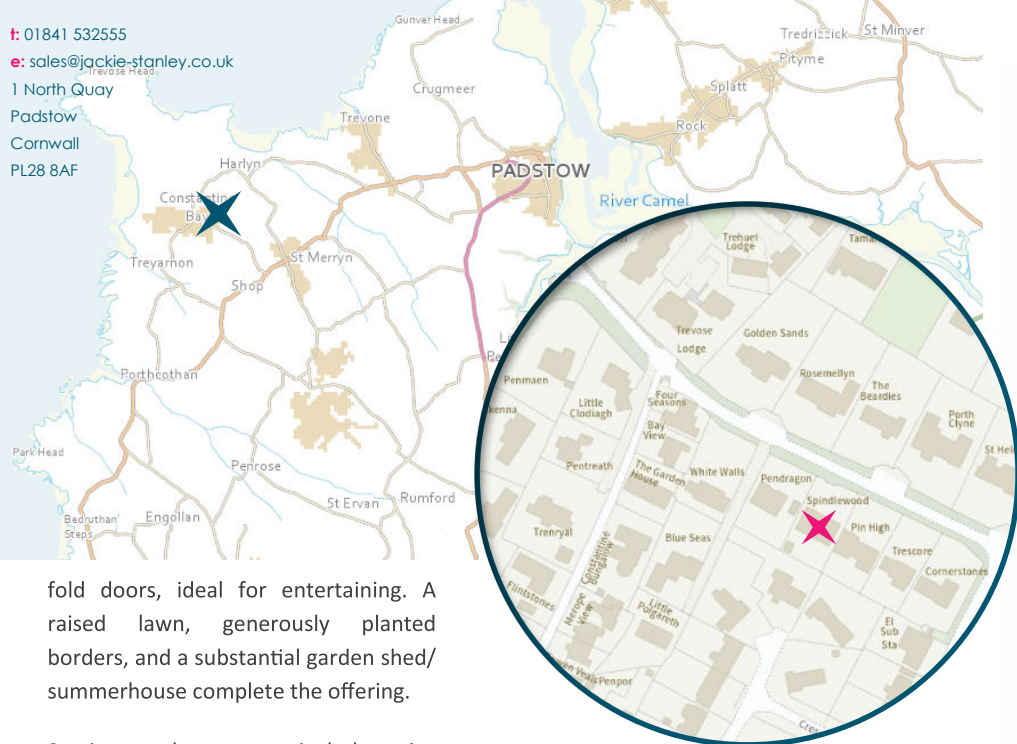 t: 01841 532555
e: sales@jackie-stanley.co.uk
1 North Quay
Padstow
Cornwall
PL28 8AF
Gunver Head
Trevose Head
Crugmeer
Trevone
Harlyn
Constantine
Bay
Treyarnon
St Merryn
Shop
PADSTOW
Tredrizzick
St Minver
Pityme
Splatt
Rock
River Camel
Porthcothan
Park Head
Penrose
St Ervan
Rumford
Bedruthan
Steps
Engollan
Trehuel
Lodge
Trevose
Lodge
Golden Sands
Rosemellyn
The
Beardies
Porth
Clyne
Penmaen
Little
Clodiagh
Four
Seasons
Bay
View
Pentreath
The Garden
House
White Walls
Pendragon
Spindlewood
Pin High
Trescore
Cornerstones
Trenryal
Constantine
Bungalow
Blue Seas
Flintstones
Merope
View
Little
Polgareth
El
Sub
Sta
Penpor
fold doors, ideal for entertaining. A
raised lawn, generously planted
borders, and a substantial garden shed/
summerhouse complete the offering.